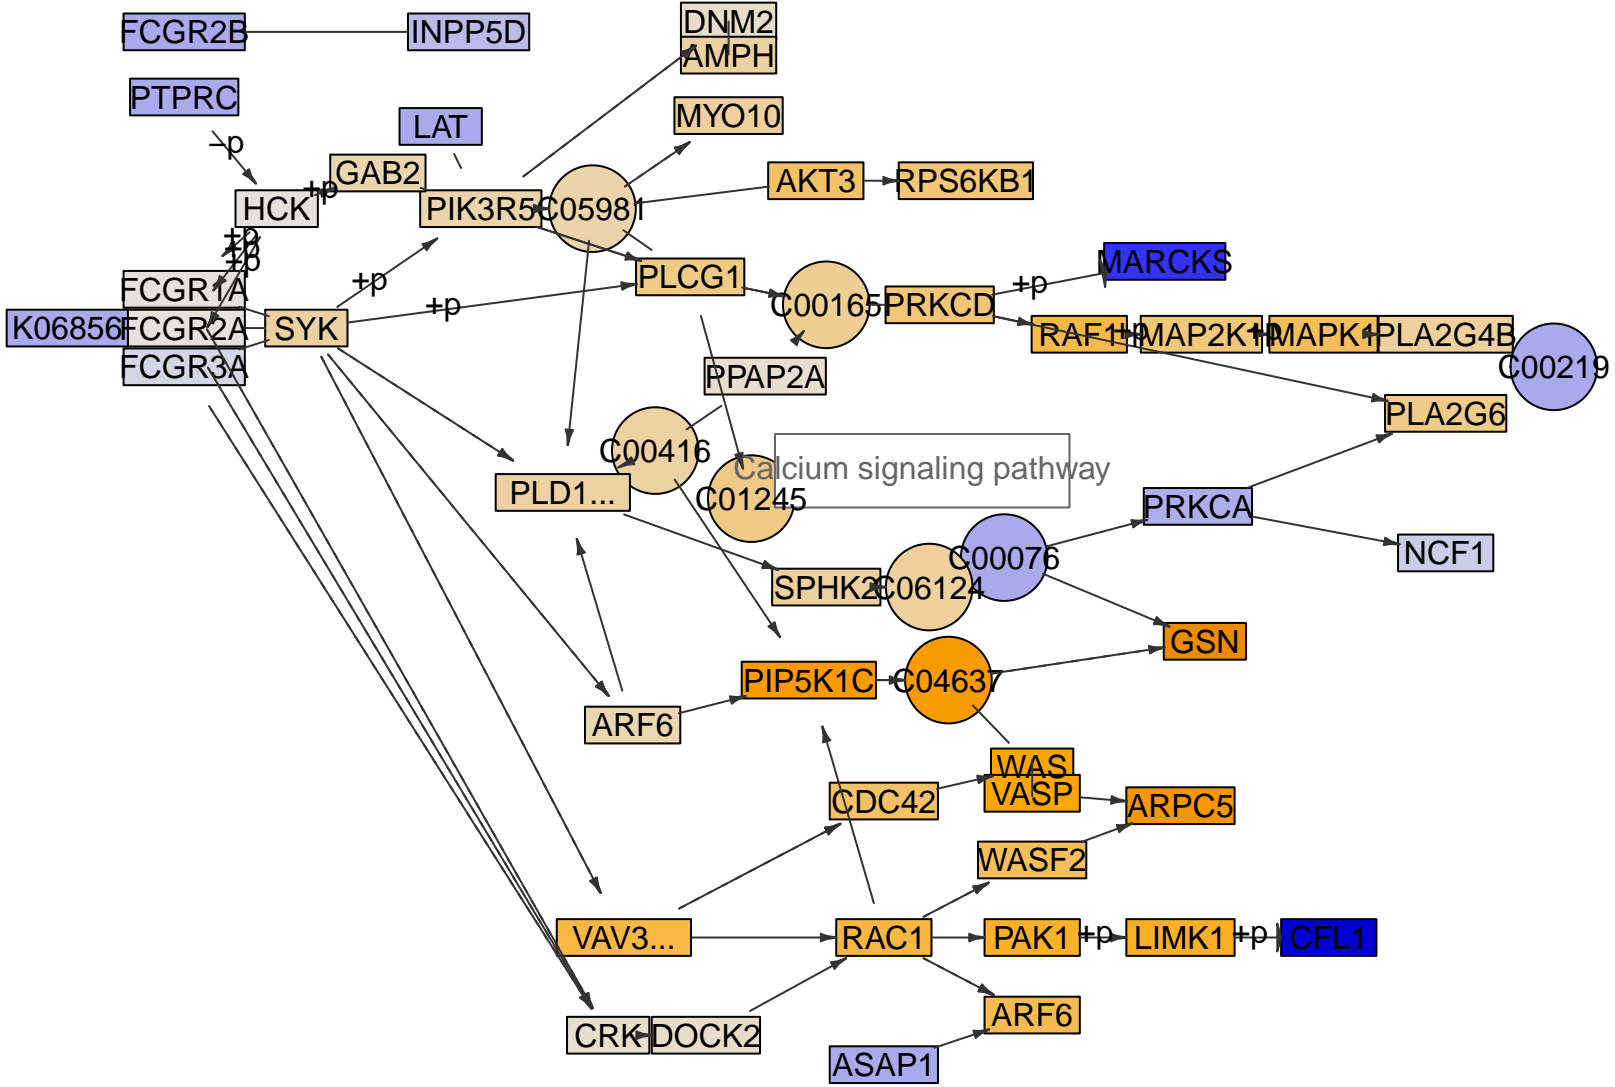 DNM2
FCGR2B
INPP5D
AMPH
PTPRC
MYO10
LAT
–p
GAB2
AKT3
RPS6KB1
+p
HCK
PIK3R5
C05981
+p
+p
+p
MARCKS
FCGR1A
+p
PLCG1
+p
+p
C00165
PRKCD
K06856
FCGR2A
SYK
RAF1
+p
MAP2K1
+p
MAPK1
PLA2G4B
FCGR3A
PPAP2A
C00219
PLA2G6
C00416
Calcium signaling pathway
PLD1...
C01245
PRKCA
NCF1
C00076
SPHK2
C06124
GSN
PIP5K1C
C04637
ARF6
WAS
CDC42
VASP
ARPC5
WASF2
VAV3...
RAC1
PAK1
+p
LIMK1
+p
CFL1
ARF6
CRK
DOCK2
ASAP1